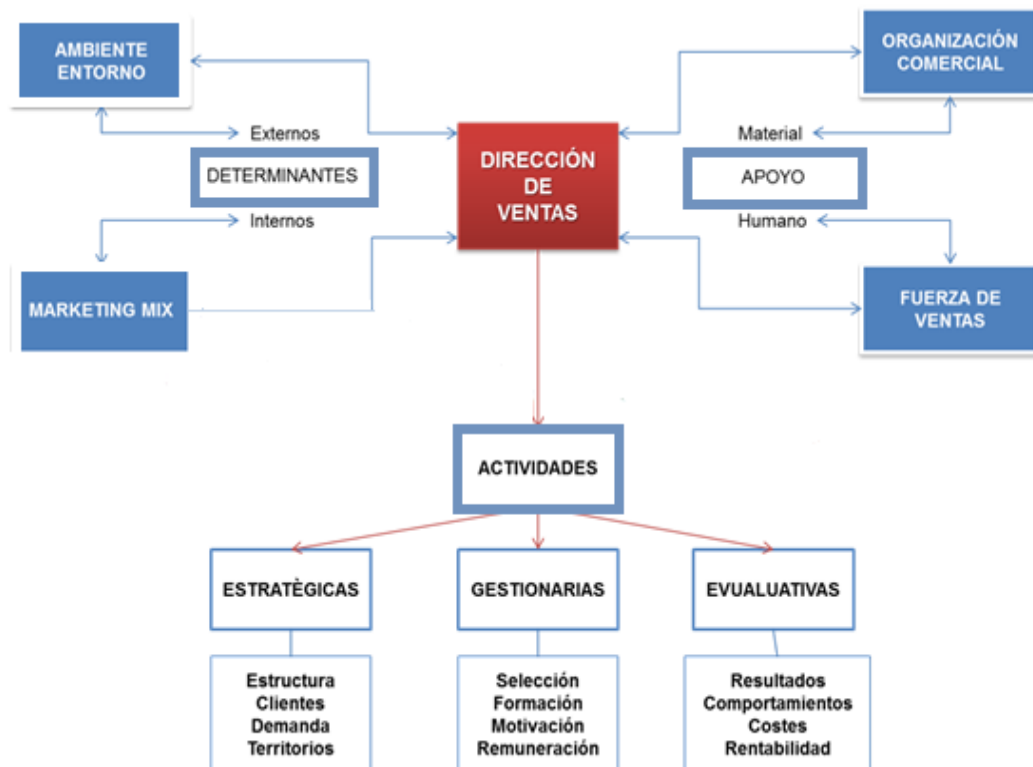 AMBIENTE
ENTORNO
ORGANIZACIÓN
COMERCIAL
Externos
DETERMINANTES
Internos
DIRECCIÓN
DE
VENTAS
Material
APOYO
Humano
MARKETING MIX
FUERZA DE
VENTAS
ACTIVIDADES
ESTRATÈGICAS
GESTIONARIAS
EVUALUATIVAS
Estructura
Clientes
Demanda
Territorios
Selección
Formación
Motivación
Remuneración
Resultados
Comportamientos
Costes
Rentabilidad